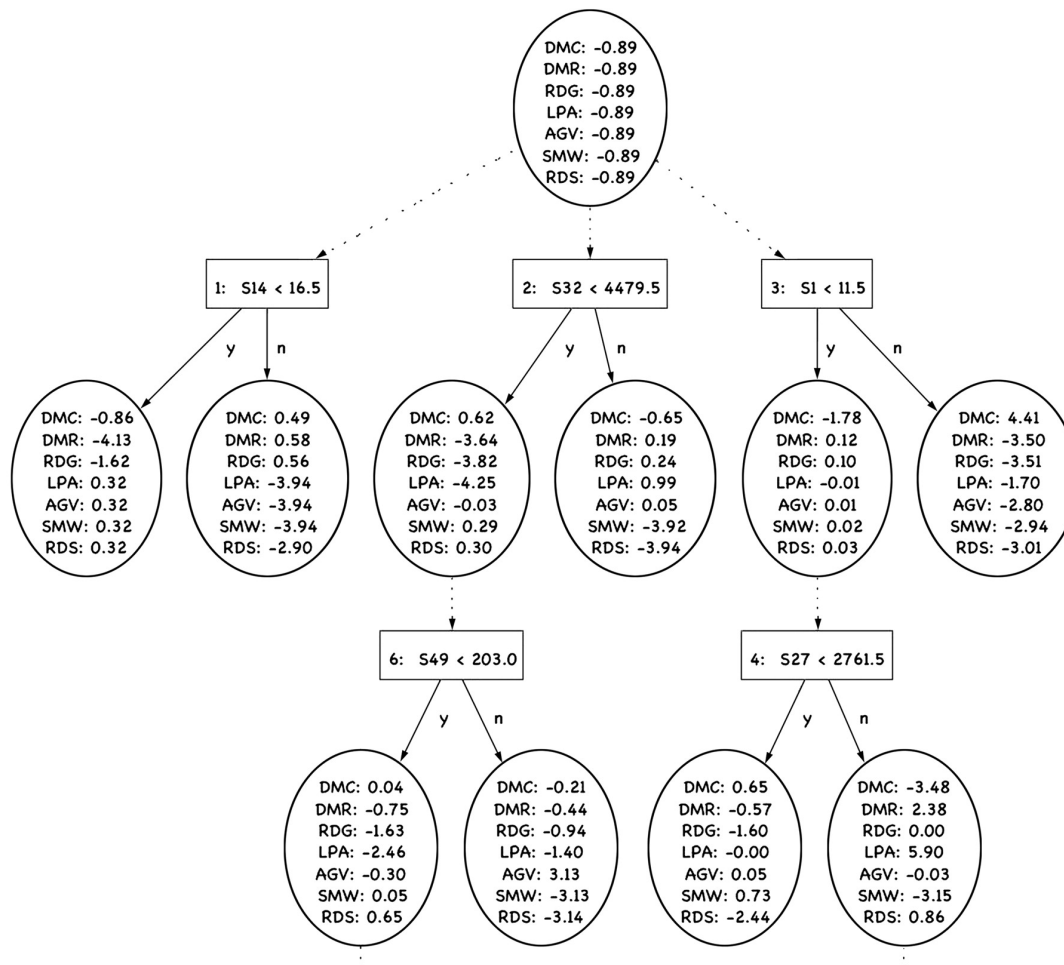 DMC: -0.89
DMR: -0.89
RDG: -0.89
LPA: -0.89
AGV: -0.89
SMW: -0.89
RDS: -0.89
1: S14 < 16.5
2: S32 < 4479.5
3: S1 < 11.5
y
n
y
n
y
n
DMC: -0.86
DMR: -4.13
RDG: -1.62
LPA: 0.32
AGV: 0.32
SMW: 0.32
RDS: 0.32
DMC: 0.49
DMR: 0.58
RDG: 0.56
LPA: -3.94
AGV: -3.94
SMW: -3.94
RDS: -2.90
DMC: 0.62
DMR: -3.64
RDG: -3.82
LPA: -4.25
AGV: -0.03
SMW: 0.29
RDS: 0.30
DMC: -0.65
DMR: 0.19
RDG: 0.24
LPA: 0.99
AGV: 0.05
SMW: -3.92
RDS: -3.94
DMC: -1.78
DMR: 0.12
RDG: 0.10
LPA: -0.01
AGV: 0.01
SMW: 0.02
RDS: 0.03
DMC: 4.41
DMR: -3.50
RDG: -3.51
LPA: -1.70
AGV: -2.80
SMW: -2.94
RDS: -3.01
6: S49 < 203.0
4: S27 < 2761.5
y
n
y
n
DMC: 0.04
DMR: -0.75
RDG: -1.63
LPA: -2.46
AGV: -0.30
SMW: 0.05
RDS: 0.65
DMC: -0.21
DMR: -0.44
RDG: -0.94
LPA: -1.40
AGV: 3.13
SMW: -3.13
RDS: -3.14
DMC: 0.65
DMR: -0.57
RDG: -1.60
LPA: -0.00
AGV: 0.05
SMW: 0.73
RDS: -2.44
DMC: -3.48
DMR: 2.38
RDG: 0.00
LPA: 5.90
AGV: -0.03
SMW: -3.15
RDS: 0.86